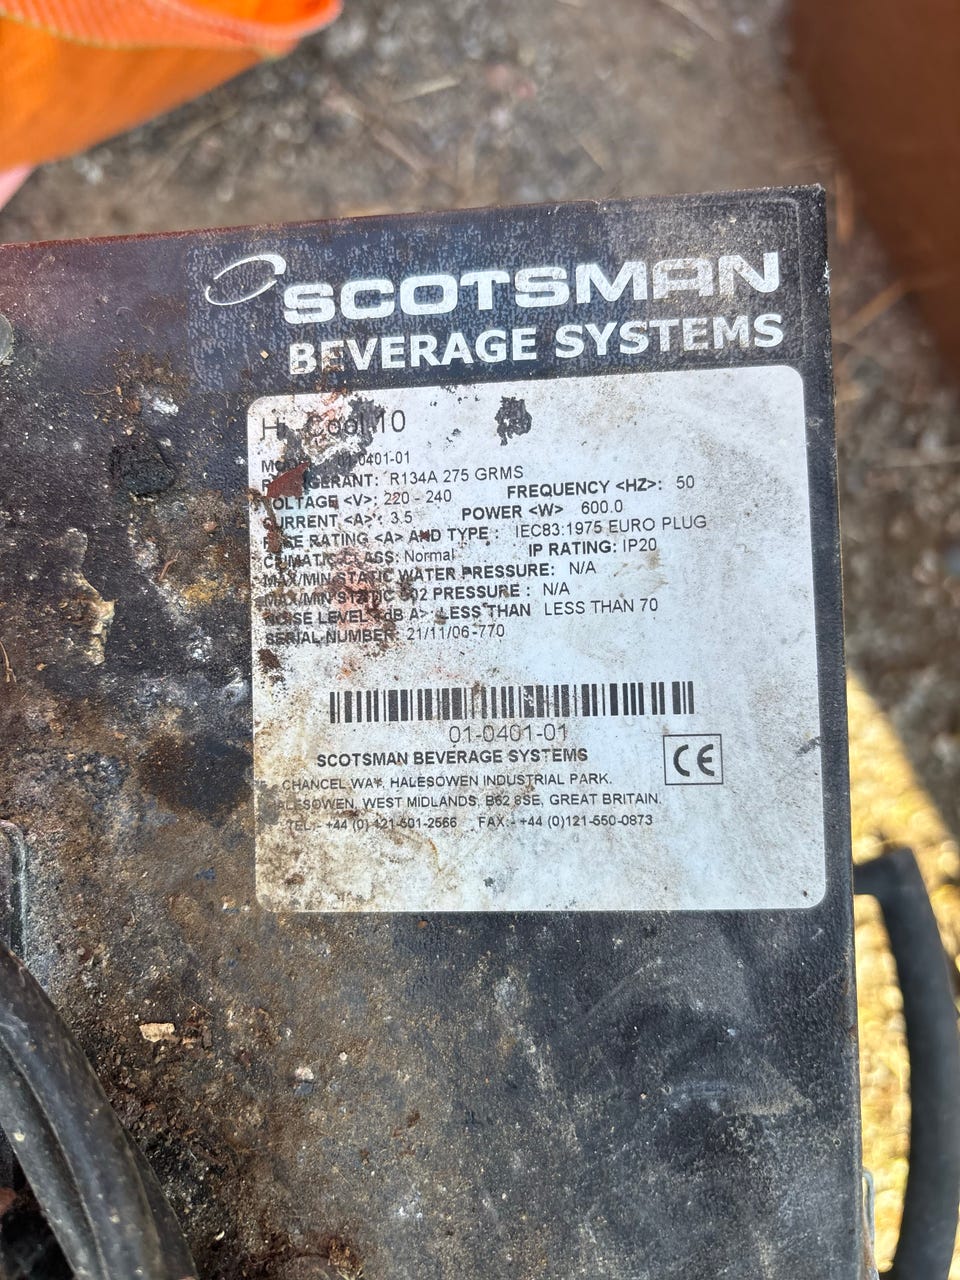 SCOTSMAN
BEVERAGE SYSTEMS
Cool 10
0401-01
R134A 275 GRMS
VOLTAGE <V>: 220 - 240 FREQUENCY <HZ>: 50
CURRENT <A>: 3.5 POWER <W> 600.0
FUSE RATING <A> AND TYPE : IEC83:1975 EURO PLUG
CLIMATIC CLASS: Normal IP RATING: IP20
MAX/MIN STATIC WATER PRESSURE: N/A
MAX/MIN STATIC CO2 PRESSURE : N/A
NOISE LEVEL <dB A>: LESS THAN LESS THAN 70
SERIAL NUMBER: 21/11/06-770
01-0401-01
SCOTSMAN BEVERAGE SYSTEMS
CHANCEL WAY, HALESOWEN INDUSTRIAL PARK.
HALESOWEN, WEST MIDLANDS, B62 8SE, GREAT BRITAIN.
TEL:- +44 (0) 121-501-2566 FAX:- +44 (0)121-550-0873
CE